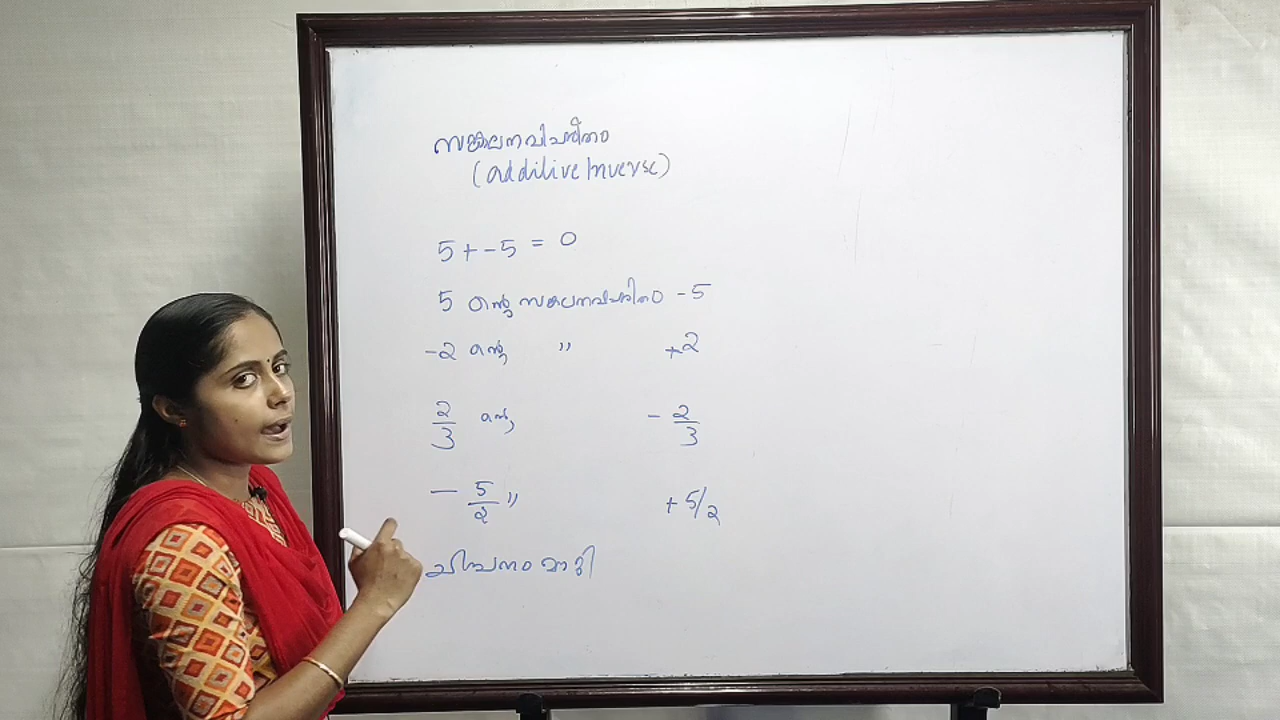 സങ്കലനവിപരീതം
(additive Inverse)
5 + -5 = 0
5 ൻ്റെ സങ്കലനവിപരീതം -5
-2 ൻ്റെ " +2
2/3 ൻ്റെ - 2/3
- 5/2 " + 5/2
ചിഹ്നം മാറ്റി